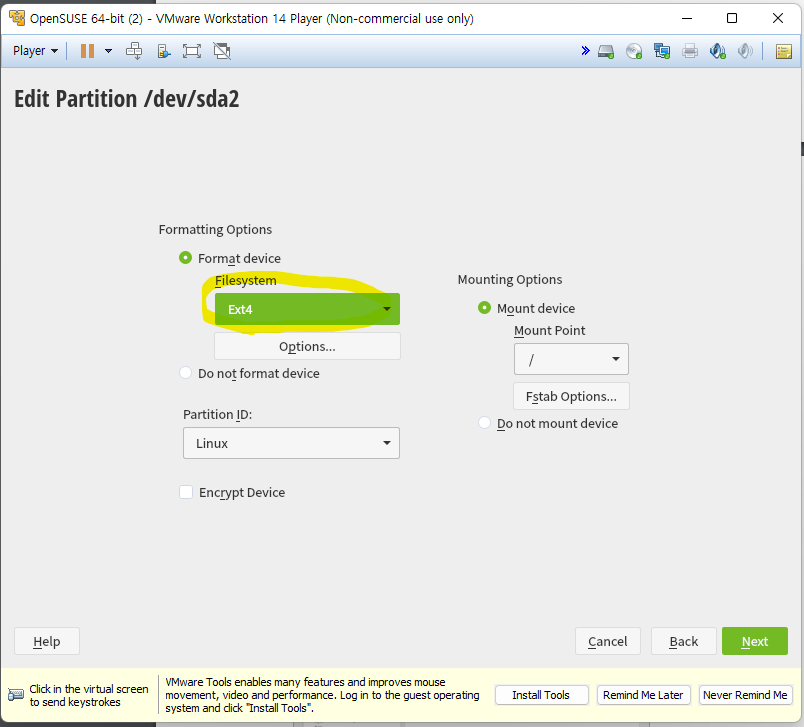 OpenSUSE 64-bit (2) - VMware Workstation 14 Player (Non-commercial use only)
Player
Edit Partition /dev/sda2
Formatting Options
Format device
Filesystem
Ext4
Options...
Do not format device
Partition ID:
Linux
Encrypt Device
Mounting Options
Mount device
Mount Point
/
Fstab Options...
Do not mount device
Help
Cancel
Back
Next
Click in the virtual screen
to send keystrokes
VMware Tools enables many features and improves mouse
movement, video and performance. Log in to the guest operating
system and click "Install Tools".
Install Tools
Remind Me Later
Never Remind Me